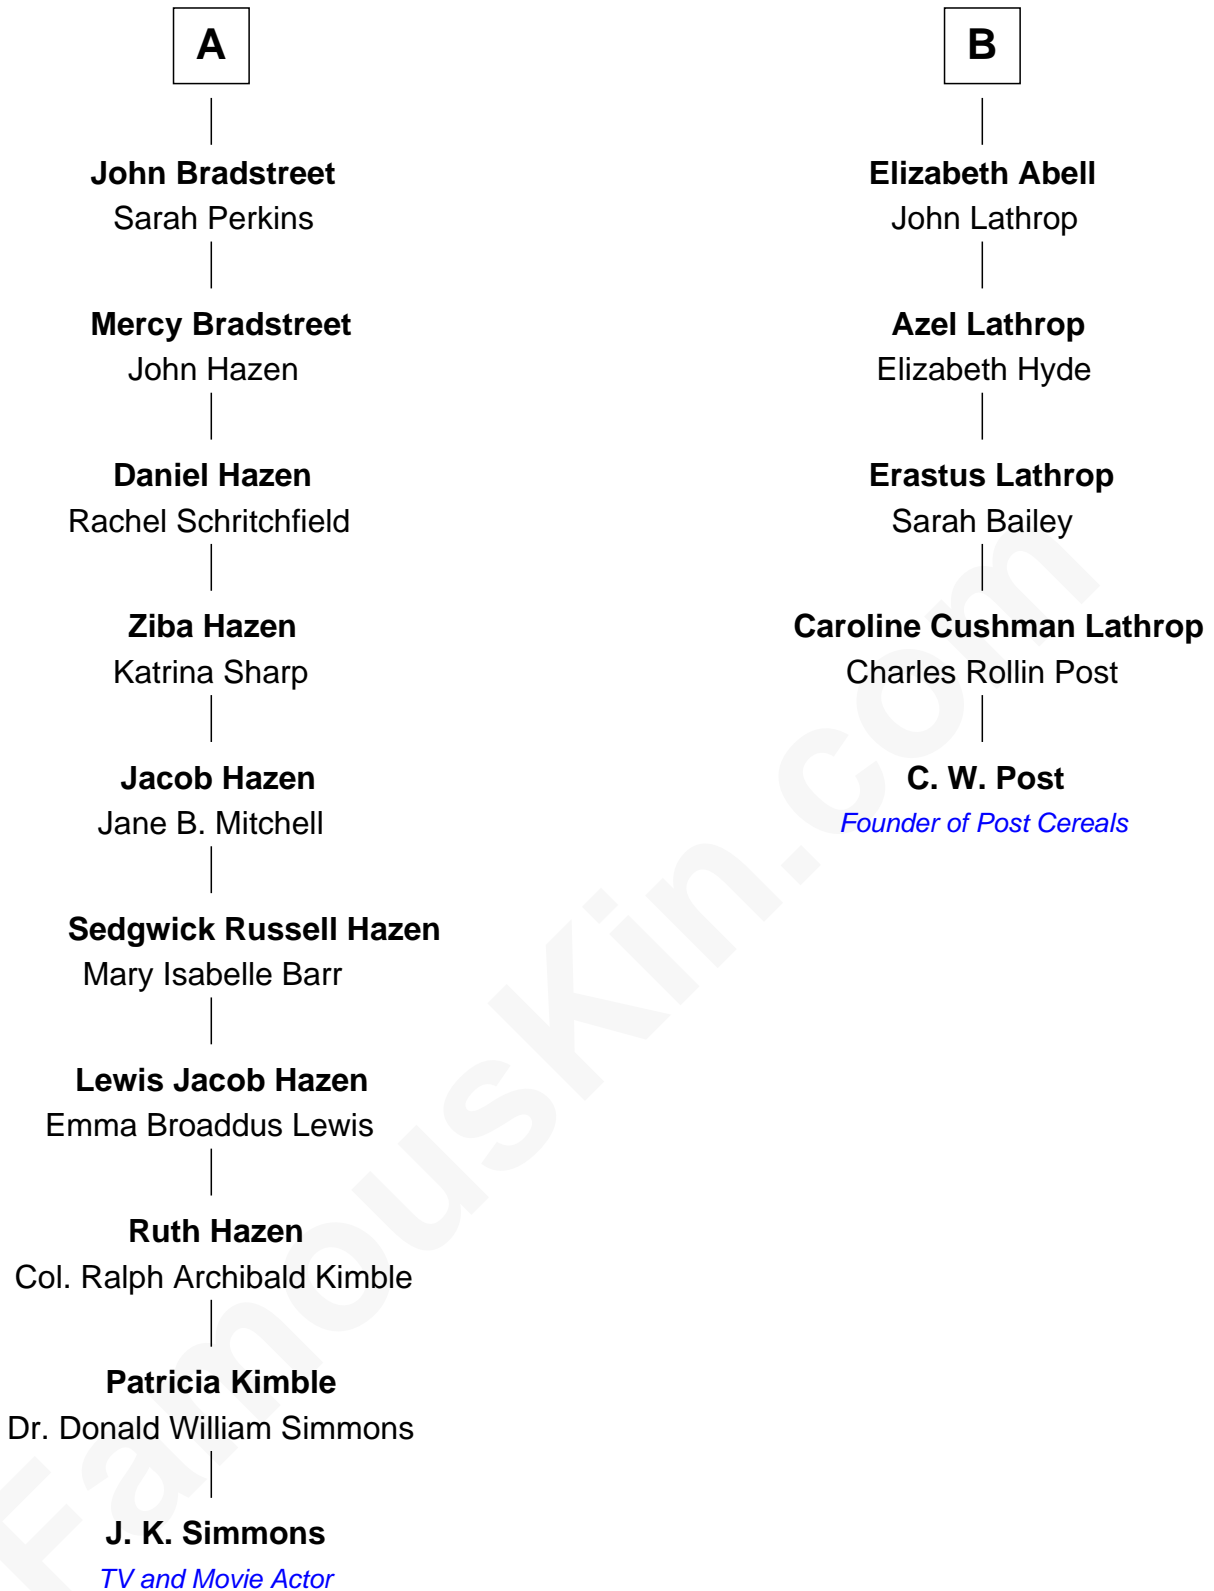 A
John Bradstreet
Sarah Perkins
Mercy Bradstreet
John Hazen
Daniel Hazen
Rachel Schritchfield
Ziba Hazen
Katrina Sharp
Jacob Hazen
Jane B. Mitchell
Sedgwick Russell Hazen
Mary Isabelle Barr
Lewis Jacob Hazen
Emma Broaddus Lewis
Ruth Hazen
Col. Ralph Archibald Kimble
Patricia Kimble
Dr. Donald William Simmons
J. K. Simmons
TV and Movie Actor
B
Elizabeth Abell
John Lathrop
Azel Lathrop
Elizabeth Hyde
Erastus Lathrop
Sarah Bailey
Caroline Cushman Lathrop
Charles Rollin Post
C. W. Post
Founder of Post Cereals
FamousKin.com